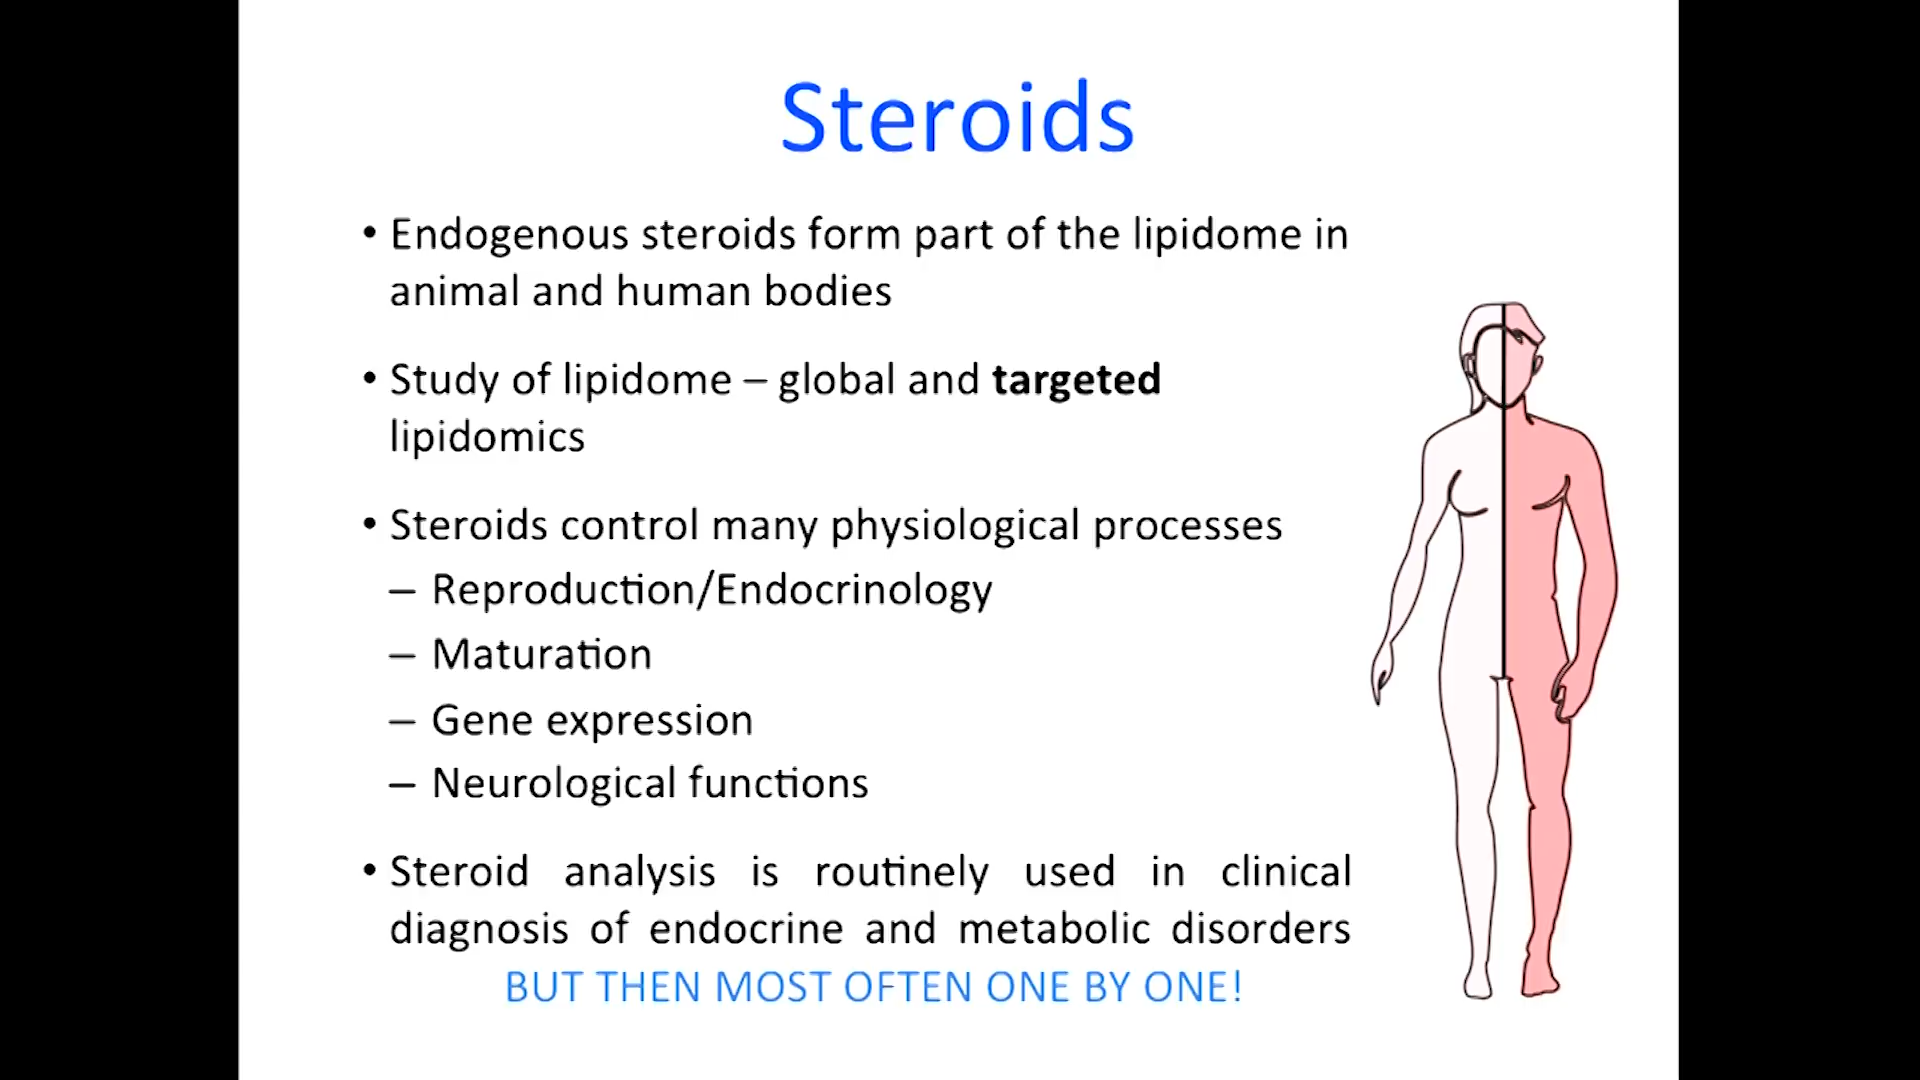 Steroids
• Endogenous steroids form part of the lipidome in
animal and human bodies
• Study of lipidome – global and targeted
lipidomics
• Steroids control many physiological processes
– Reproduction/Endocrinology
– Maturation
– Gene expression
– Neurological functions
• Steroid analysis is routinely used in clinical
diagnosis of endocrine and metabolic disorders
BUT THEN MOST OFTEN ONE BY ONE!